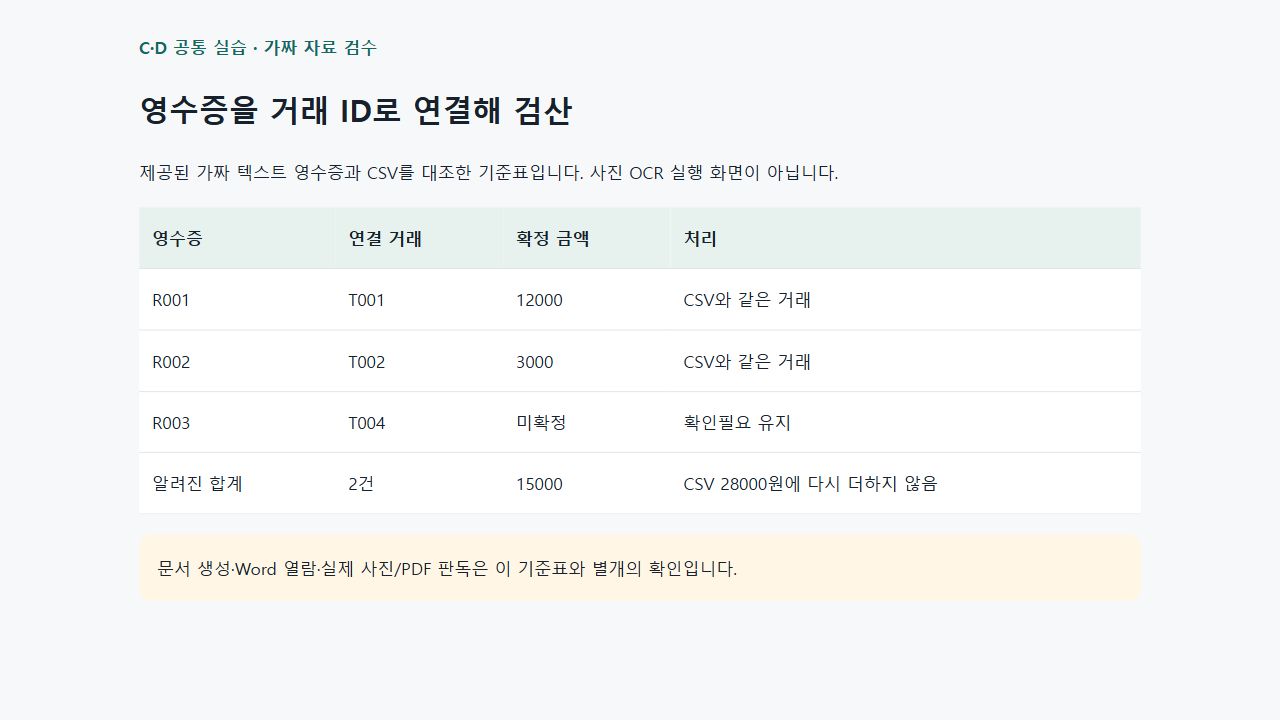 C·D 공통 실습 · 가짜 자료 검수
영수증을 거래 ID로 연결해 검산
제공된 가짜 텍스트 영수증과 CSV를 대조한 기준표입니다. 사진 OCR 실행 화면이 아닙니다.
영수증 연결 거래 확정 금액 처리
R001 T001 12000 CSV와 같은 거래
R002 T002 3000 CSV와 같은 거래
R003 T004 미확정 확인필요 유지
알려진 합계 2건 15000 CSV 28000원에 다시 더하지 않음
문서 생성·Word 열람·실제 사진/PDF 판독은 이 기준표와 별개의 확인입니다.